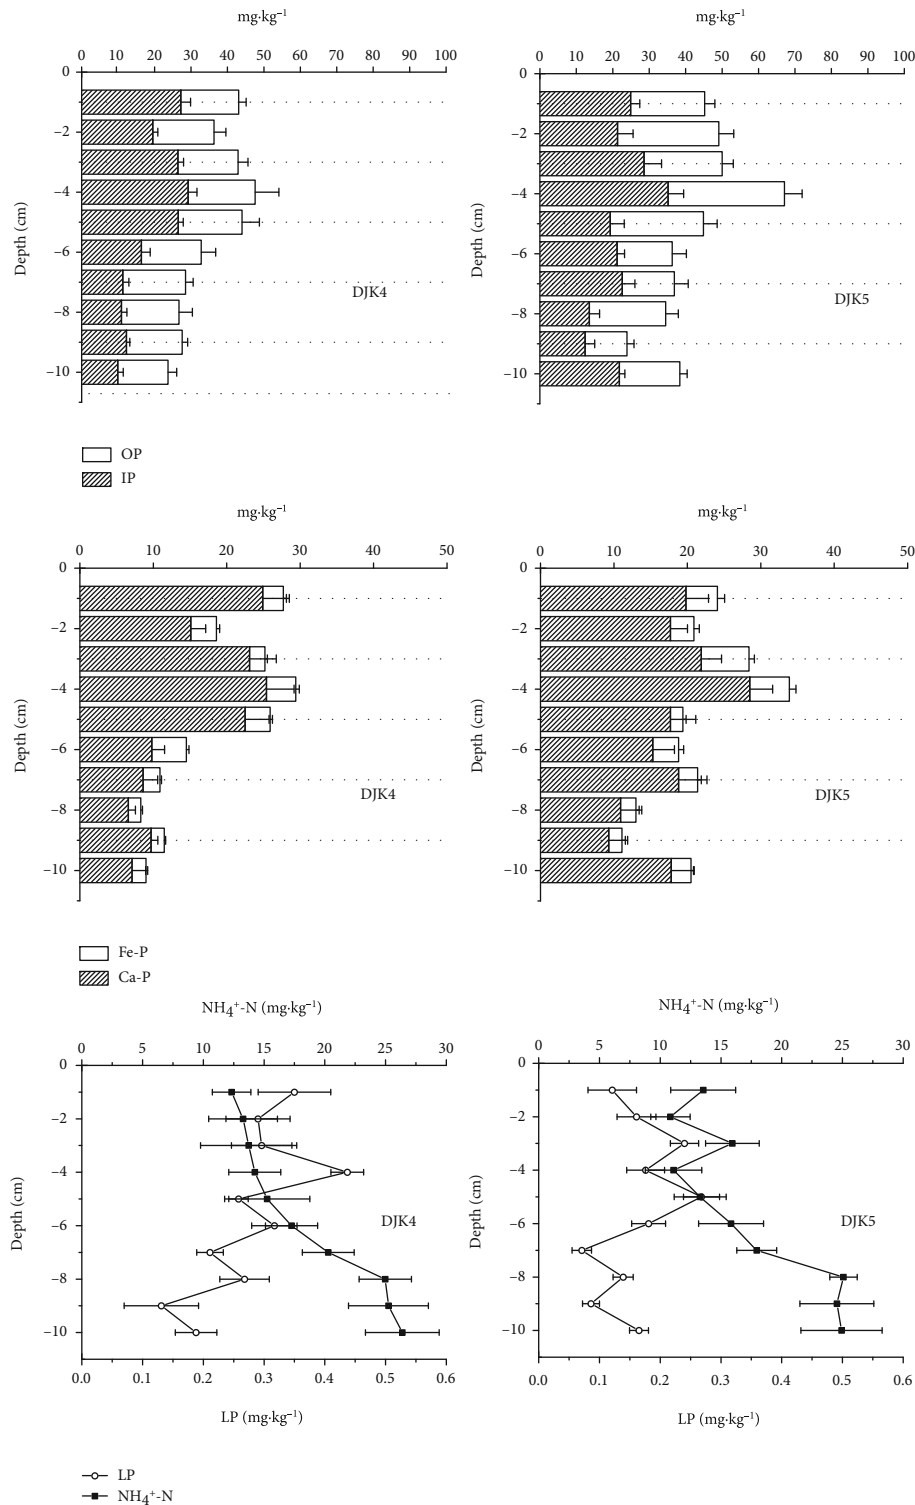 mg·kg⁻¹
0 10 20 30 40 50 60 70 80 90 100
0
−2
−4
−6
−8
−10
Depth (cm)
DJK4
mg·kg⁻¹
0 10 20 30 40 50 60 70 80 90 100
0
−2
−4
−6
−8
−10
Depth (cm)
DJK5
OP
IP
mg·kg⁻¹
0 10 20 30 40 50
0
−2
−4
−6
−8
−10
Depth (cm)
DJK4
mg·kg⁻¹
0 10 20 30 40 50
0
−2
−4
−6
−8
−10
Depth (cm)
DJK5
Fe-P
Ca-P
NH₄⁺-N (mg·kg⁻¹)
0 5 10 15 20 25 30
0
−2
−4
−6
−8
−10
Depth (cm)
DJK4
0.0 0.1 0.2 0.3 0.4 0.5 0.6
LP (mg·kg⁻¹)
NH₄⁺-N (mg·kg⁻¹)
0 5 10 15 20 25 30
0
−2
−4
−6
−8
−10
Depth (cm)
DJK5
0.0 0.1 0.2 0.3 0.4 0.5 0.6
LP (mg·kg⁻¹)
LP
NH₄⁺-N